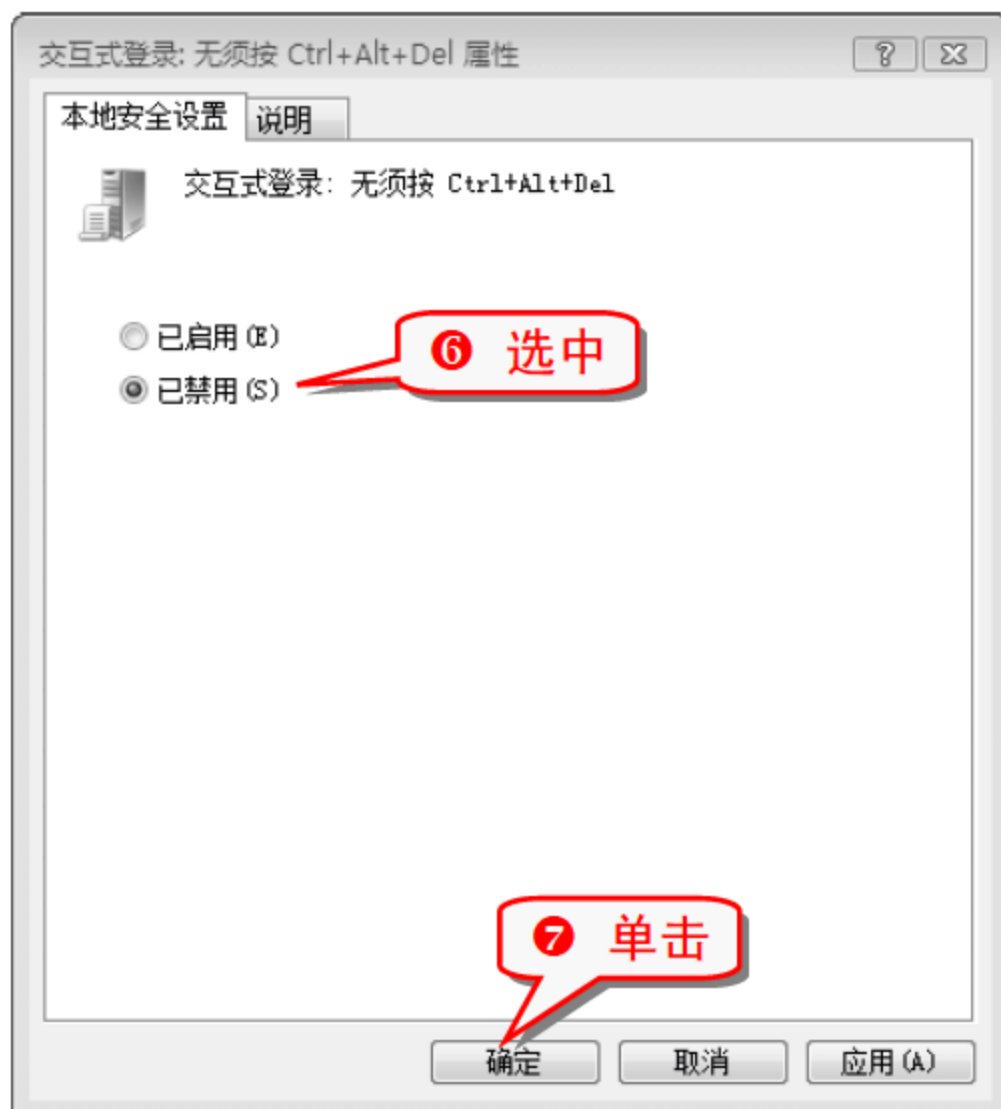 交互式登录: 无须按 Ctrl+Alt+Del 属性
本地安全设置 说明
交互式登录: 无须按 Ctrl+Alt+Del
已启用(E)
❻ 选中
已禁用(S)
❼ 单击
确定 取消 应用(A)